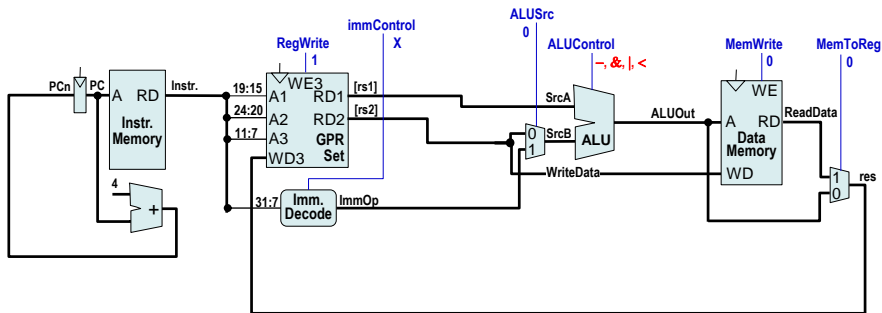 immControl
X
ALUSrc
0
RegWrite
1
ALUControl
–, &, |, <
MemWrite
0
MemToReg
0
PCn
PC
A RD
Instr.
Memory
Instr.
19:15
24:20
11:7
31:7
WE3
A1 RD1
A2 RD2
A3 GPR
WD3 Set
[rs1]
[rs2]
Imm.
Decode
ImmOp
4
+
SrcA
0
1
SrcB
ALU
ALUOut
WriteData
WE
A RD
Data
Memory
WD
ReadData
1
0
res